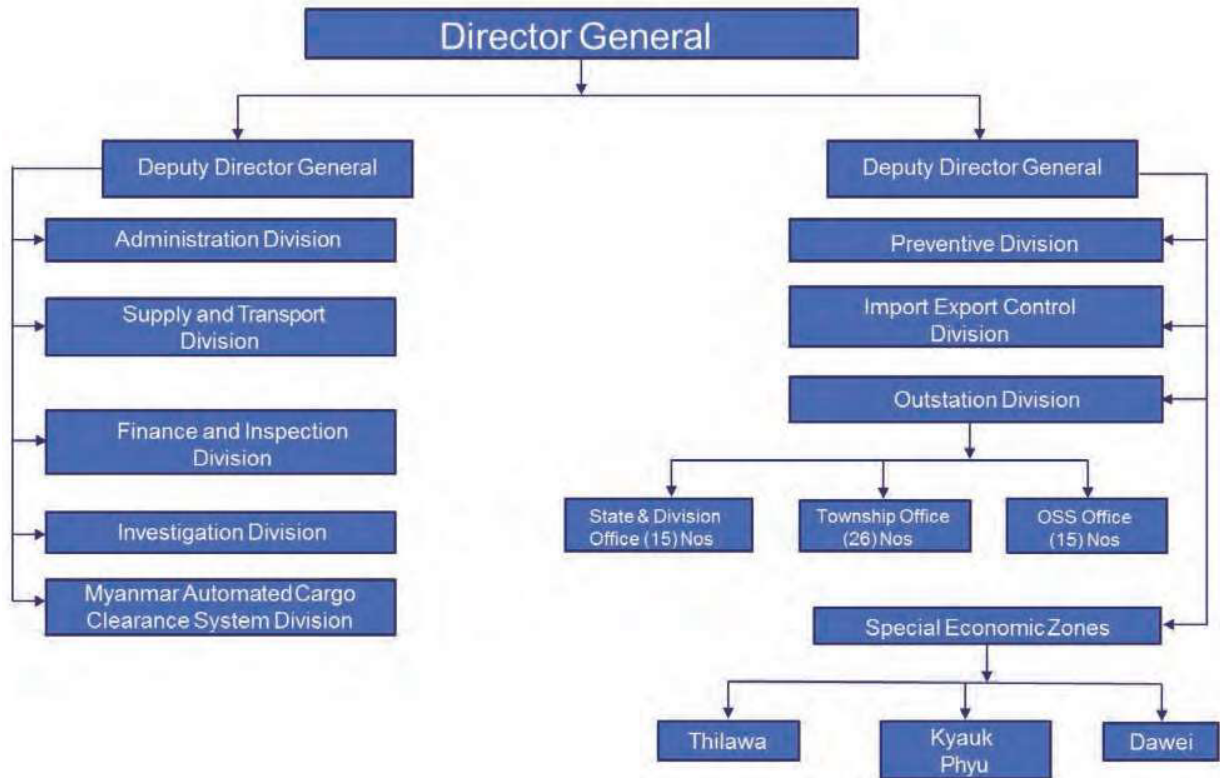 Director General
Deputy Director General
Administration Division
Supply and Transport
Division
Finance and Inspection
Division
Investigation Division
Myanmar Automated Cargo
Clearance System Division
Deputy Director General
Preventive Division
Import Export Control
Division
Outstation Division
State & Division
Office (15) Nos
Township Office
(26) Nos
OSS Office
(15) Nos
Special Economic Zones
Thilawa
Kyauk
Phyu
Dawei